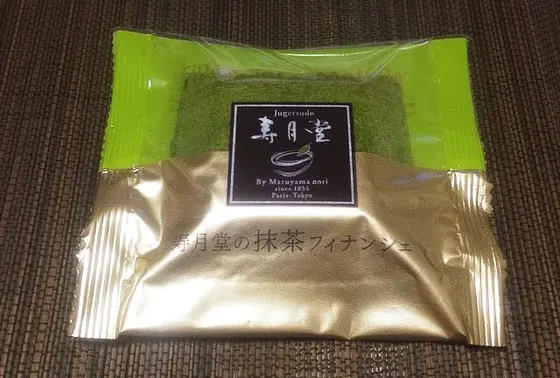 Jugetsudo
寿月堂
By Maruyama nori
since 1854
Paris-Tokyo
寿月堂の抹茶フィナンシェ